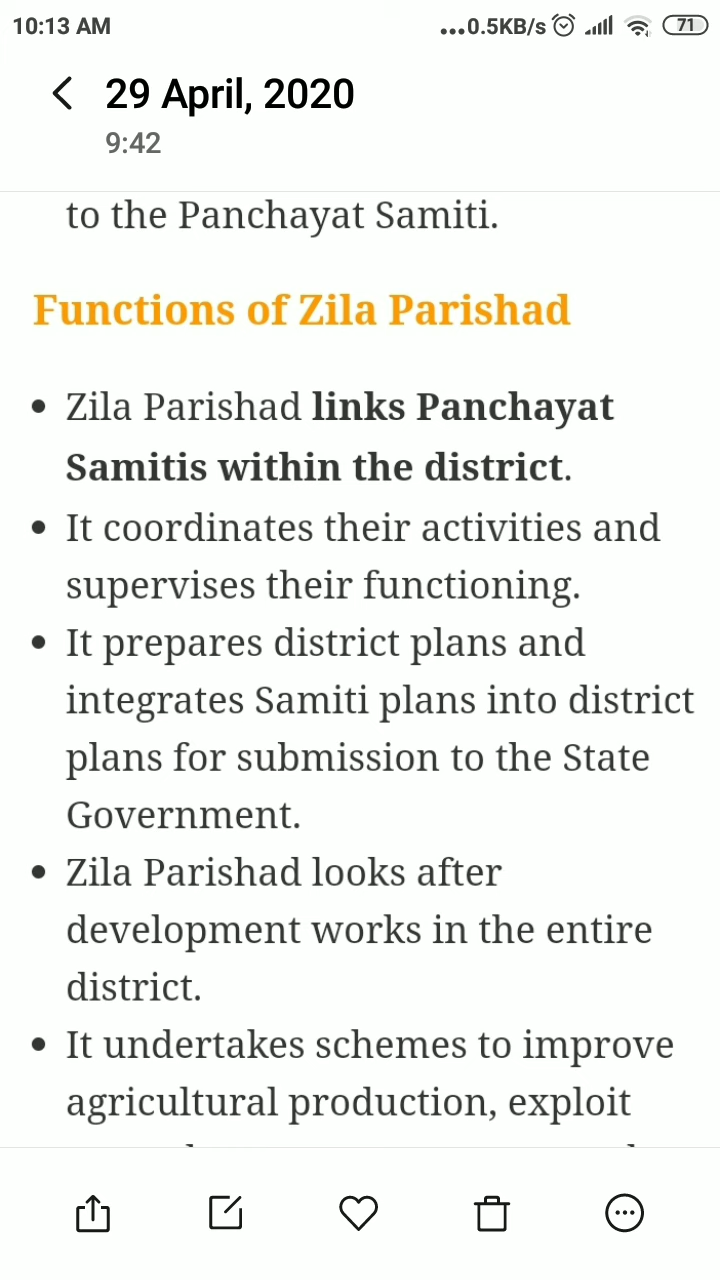 10:13 AM
...0.5KB/s
71
29 April, 2020
9:42
to the Panchayat Samiti.
Functions of Zila Parishad
• Zila Parishad links Panchayat
Samitis within the district.
• It coordinates their activities and
supervises their functioning.
• It prepares district plans and
integrates Samiti plans into district
plans for submission to the State
Government.
• Zila Parishad looks after
development works in the entire
district.
• It undertakes schemes to improve
agricultural production, exploit